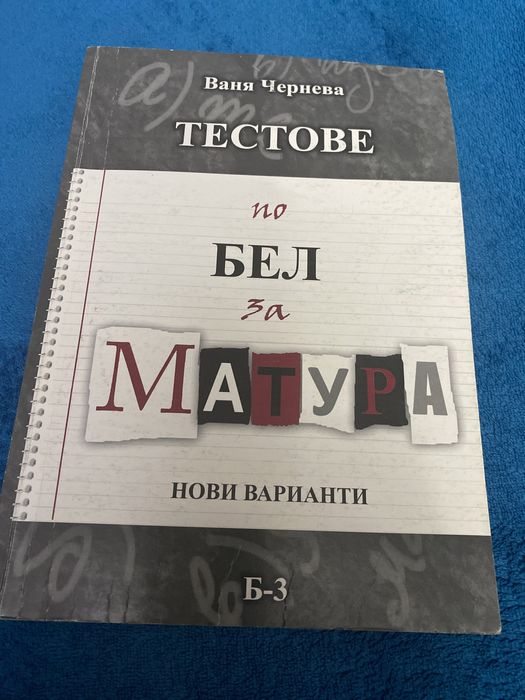 Ваня Чернева
ТЕСТОВЕ
по
БЕЛ
за
МАТУРА
НОВИ ВАРИАНТИ
Б-3